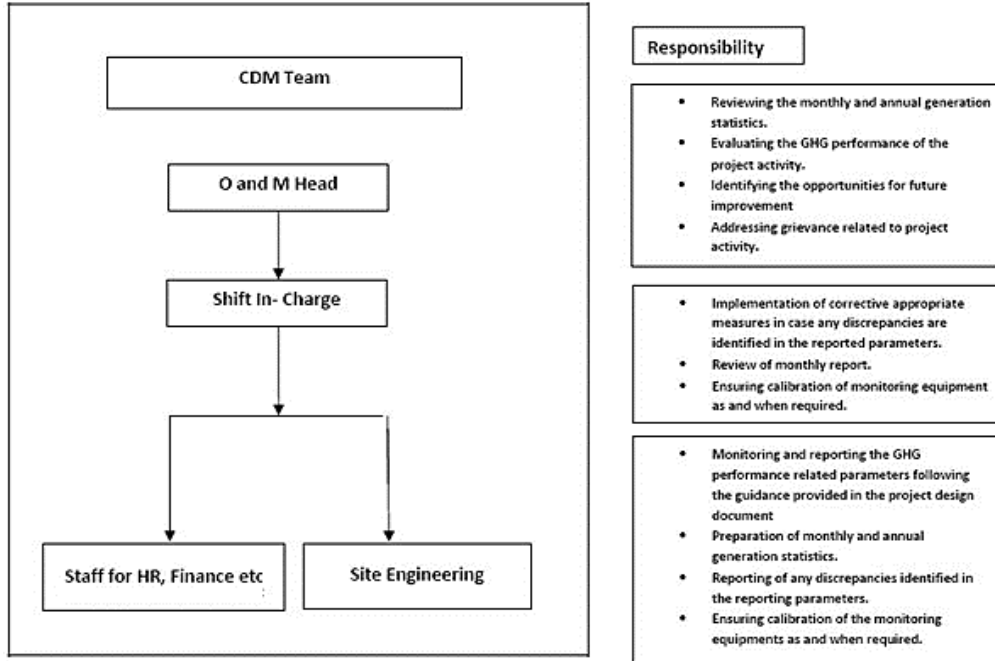 CDM Team
O and M Head
Shift In- Charge
Staff for HR, Finance etc
Site Engineering
Responsibility
• Reviewing the monthly and annual generation
statistics.
• Evaluating the GHG performance of the
project activity.
• Identifying the opportunities for future
improvement
• Addressing grievance related to project
activity.
• Implementation of corrective appropriate
measures in case any discrepancies are
identified in the reported parameters.
• Review of monthly report.
• Ensuring calibration of monitoring equipment
as and when required.
• Monitoring and reporting the GHG
performance related parameters following
the guidance provided in the project design
document
• Preparation of monthly and annual
generation statistics.
• Reporting of any discrepancies identified in
the reporting parameters.
• Ensuring calibration of the monitoring
equipments as and when required.